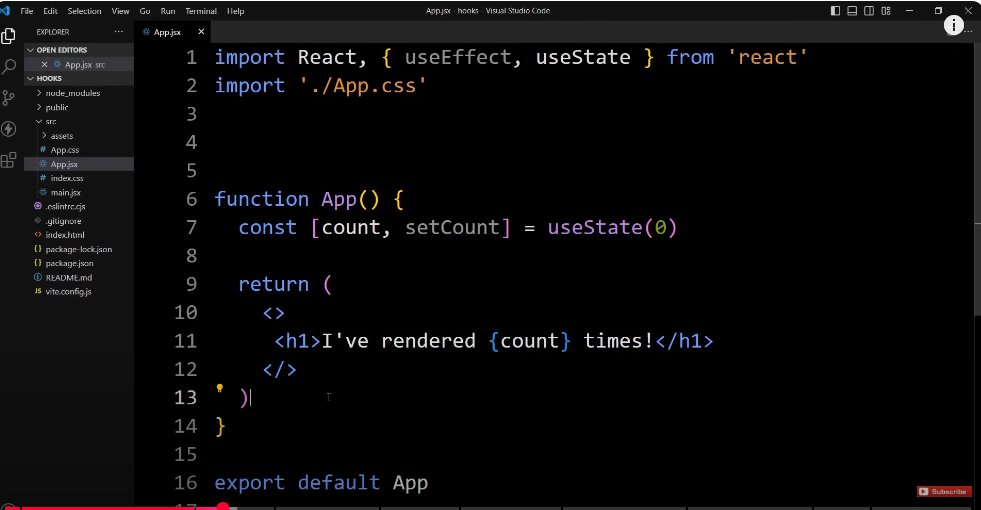 File Edit Selection View Go Run Terminal Help
App.jsx - hooks - Visual Studio Code
EXPLORER
OPEN EDITORS
App.jsx src
HOOKS
node_modules
public
src
assets
# App.css
App.jsx
# index.css
main.jsx
.eslintrc.cjs
.gitignore
<> index.html
{} package-lock.json
{} package.json
README.md
JS vite.config.js
App.jsx
1 import React, { useEffect, useState } from 'react'
2 import './App.css'
3
4
5
6 function App() {
7 const [count, setCount] = useState(0)
8
9 return (
10 <>
11 <h1>I've rendered {count} times!</h1>
12 </>
13 )
14 }
15
16 export default App
17
Subscribe